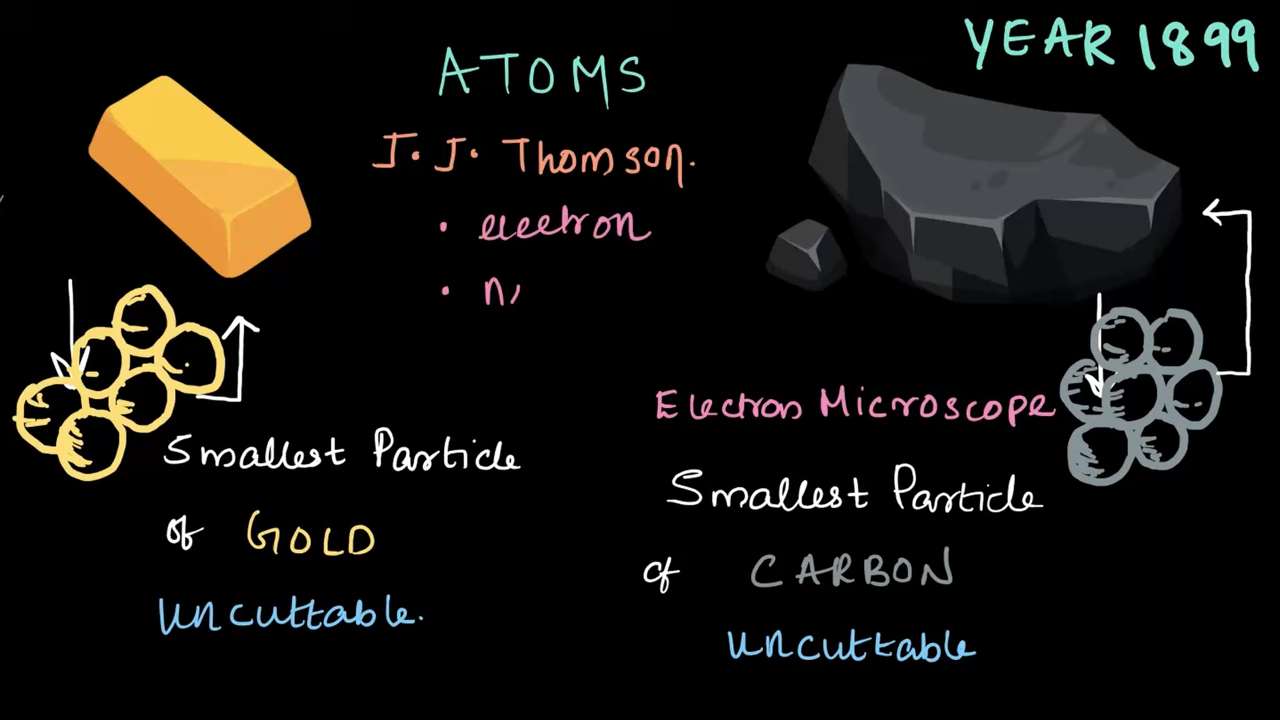 YEAR 1899
ATOMS
J.J. Thomson.
• electron
• n
Electron Microscope
Smallest Particle
of GOLD
Uncuttable.
Smallest Particle
of CARBON
Uncuttable